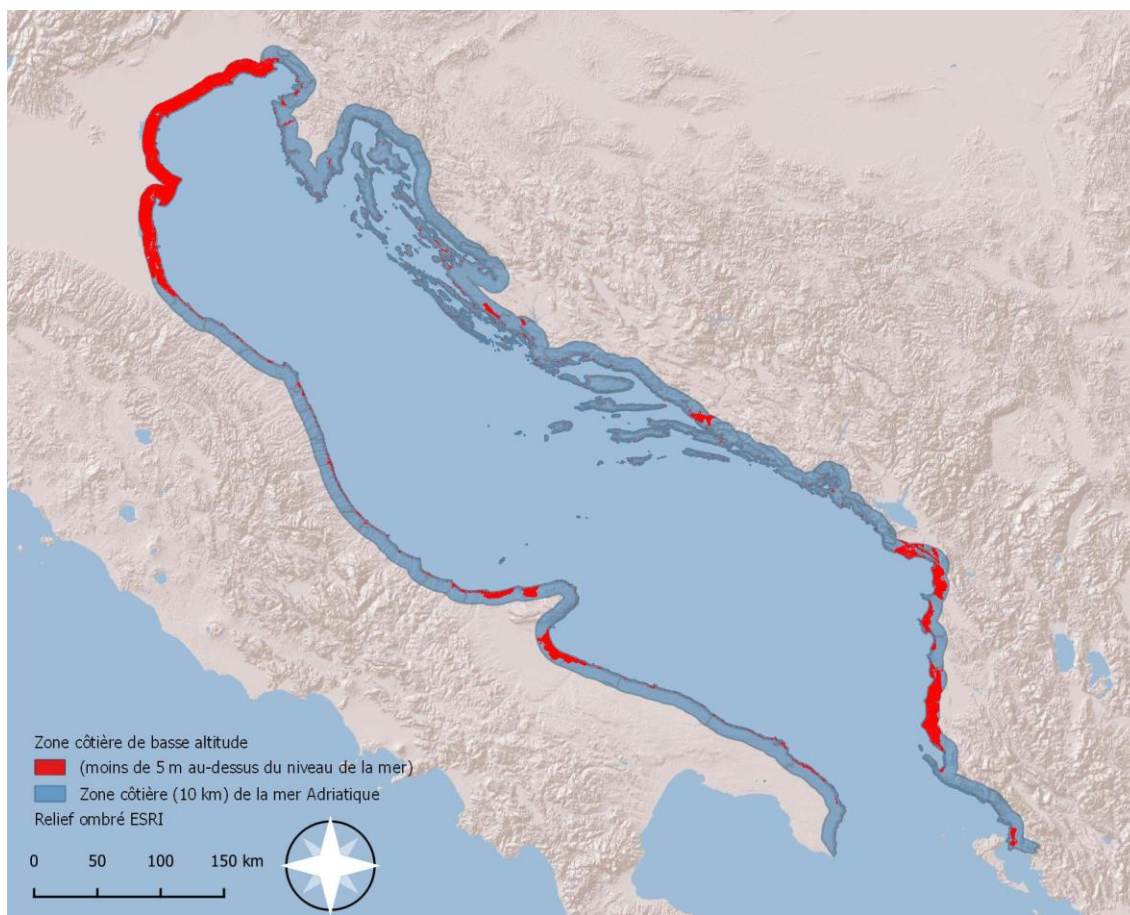 Zone côtière de basse altitude
(moins de 5 m au-dessus du niveau de la mer)
Zone côtière (10 km) de la mer Adriatique
Relief ombré ESRI
0 50 100 150 km